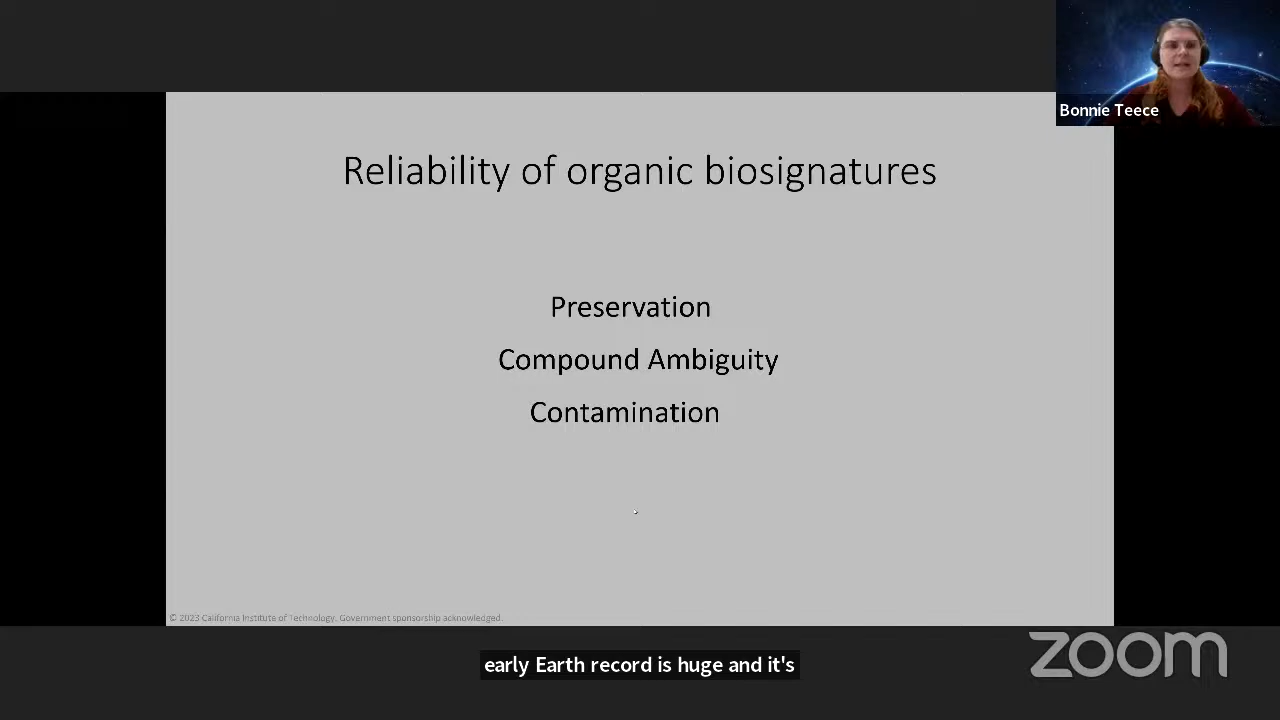 Bonnie Teece
Reliability of organic biosignatures
Preservation
Compound Ambiguity
Contamination
© 2023 California Institute of Technology. Government sponsorship acknowledged.
early Earth record is huge and it's
zoom